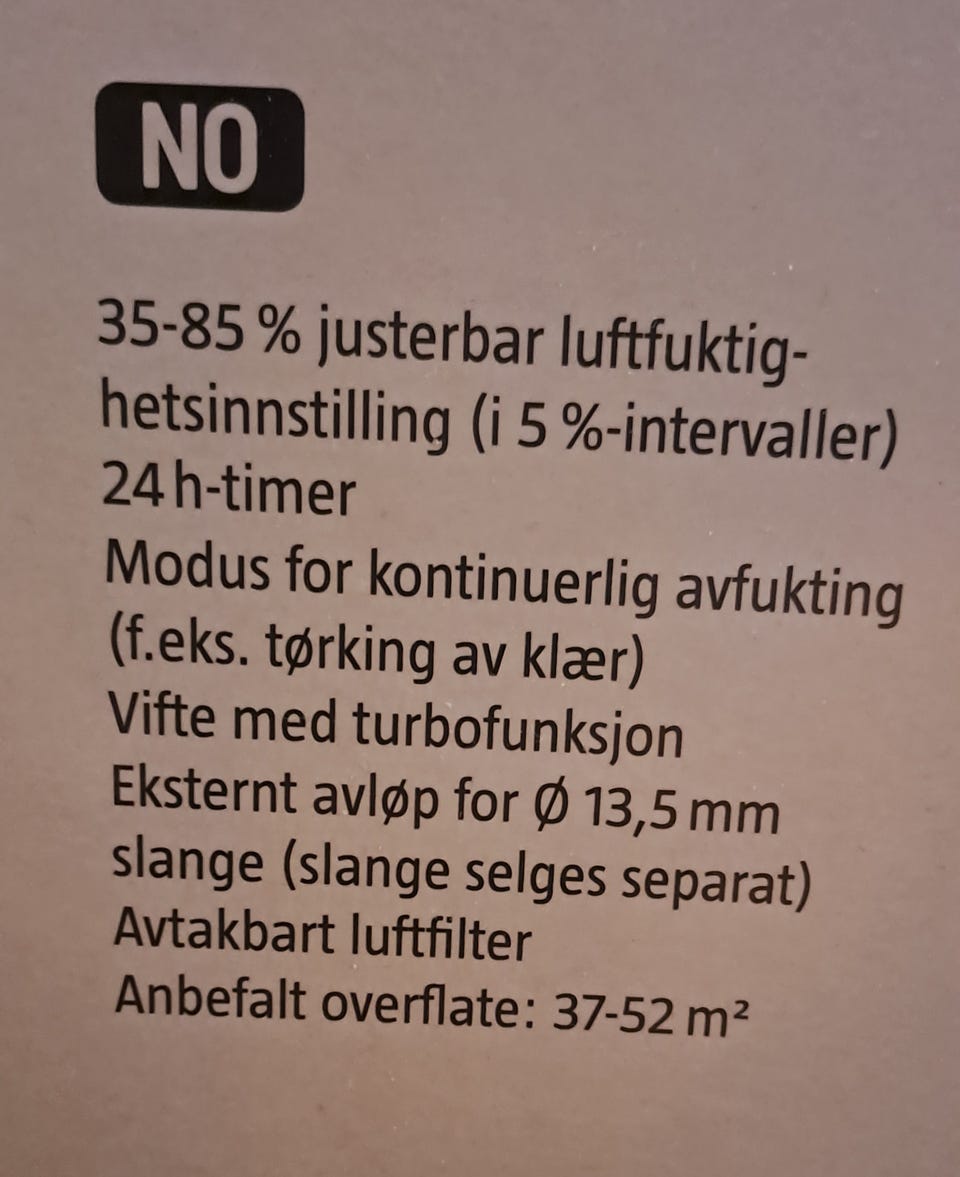 NO
35-85 % justerbar luftfuktig-
hetsinnstilling (i 5 %-intervaller)
24 h-timer
Modus for kontinuerlig avfukting
(f.eks. tørking av klær)
Vifte med turbofunksjon
Eksternt avløp for Ø 13,5 mm
slange (slange selges separat)
Avtakbart luftfilter
Anbefalt overflate: 37-52 m²